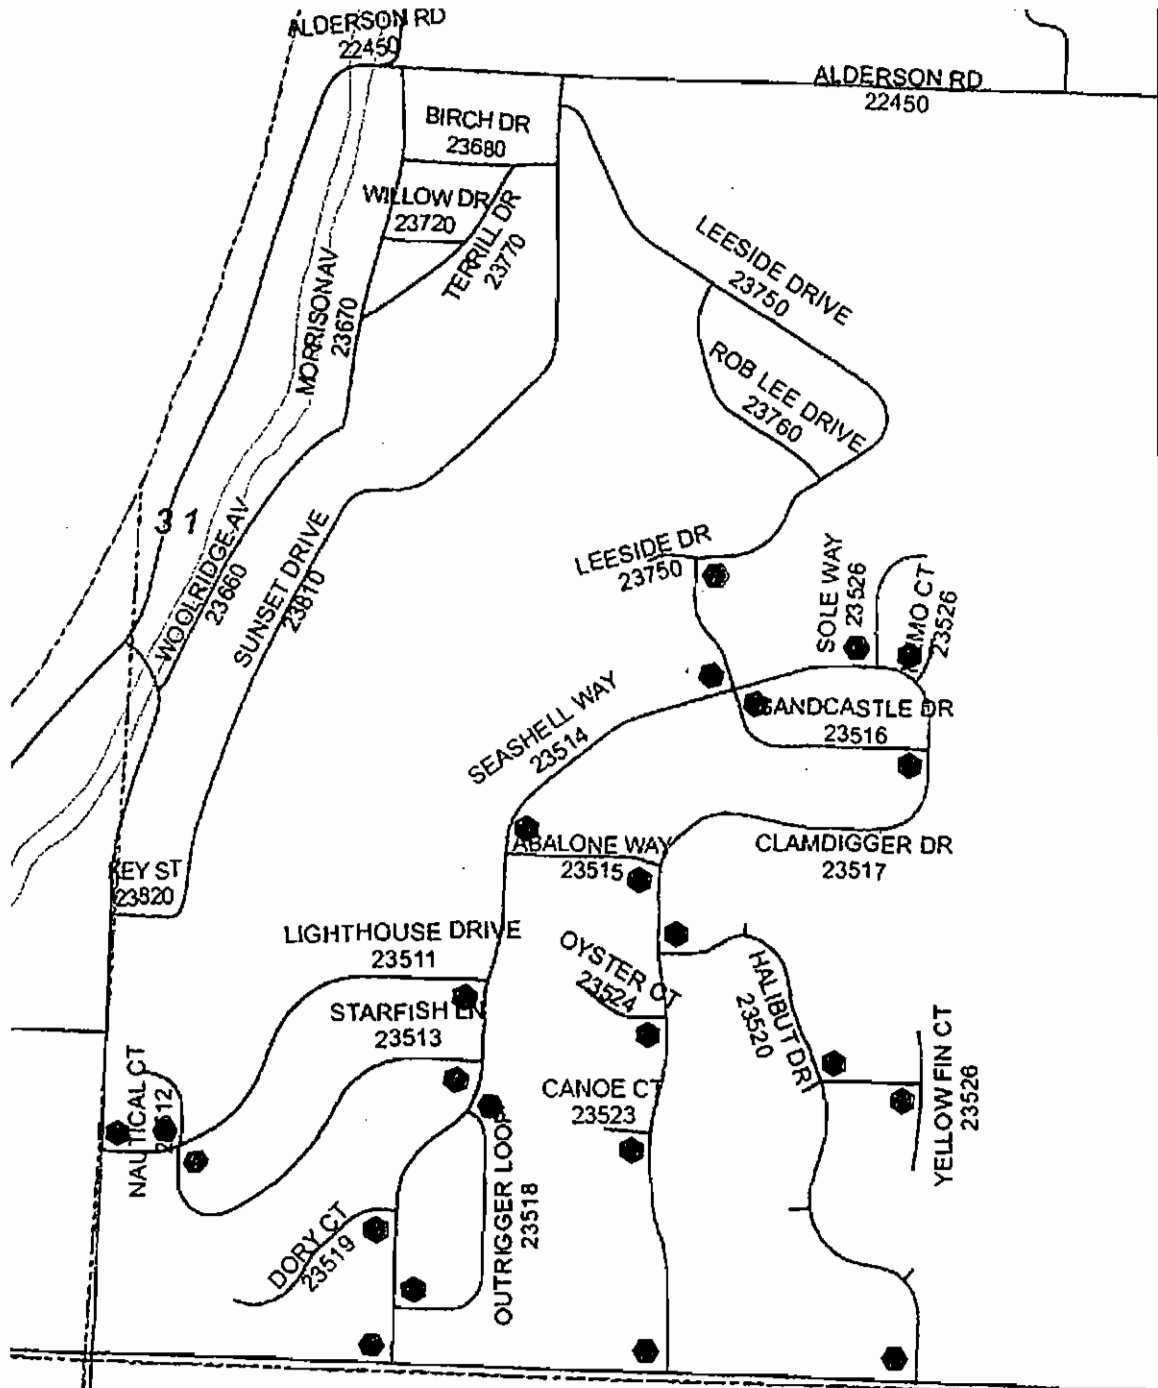 ALDERSON RD
22450
ALDERSON RD
22450
BIRCH DR
23680
WILLOW DR
23720
TERRILL DR
23770
MORRISON AV
23670
LEESIDE DRIVE
23750
ROB LEE DRIVE
23760
31
WOOLRIDGE AV
23660
SUNSET DRIVE
23810
LEESIDE DR
23750
SOLE WAY
23526
23526
SEASHELL WAY
23514
SANDCASTLE DR
23516
ABALONE WAY
23515
CLAMDIGGER DR
23517
KEY ST
23820
LIGHTHOUSE DRIVE
23511
OYSTER CT
23524
STARFISH LN
23513
HALIBUT DR
23520
NAUTICAL CT
23512
CANOE CT
23523
YELLOW FIN CT
23526
OUTRIGGER LOOP
23518
DORY CT
23519